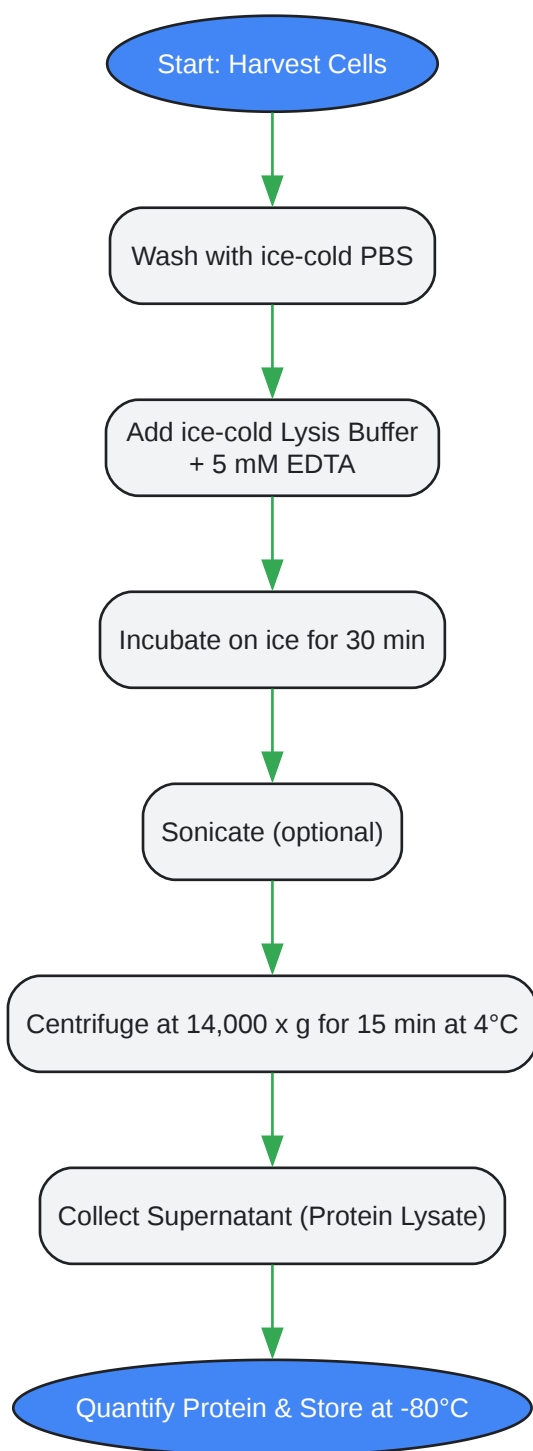 Start: Harvest Cells
Wash with ice-cold PBS
Add ice-cold Lysis Buffer
+ 5 mM EDTA
Incubate on ice for 30 min
Sonicate (optional)
Centrifuge at 14,000 x g for 15 min at 4°C
Collect Supernatant (Protein Lysate)
Quantify Protein & Store at -80°C